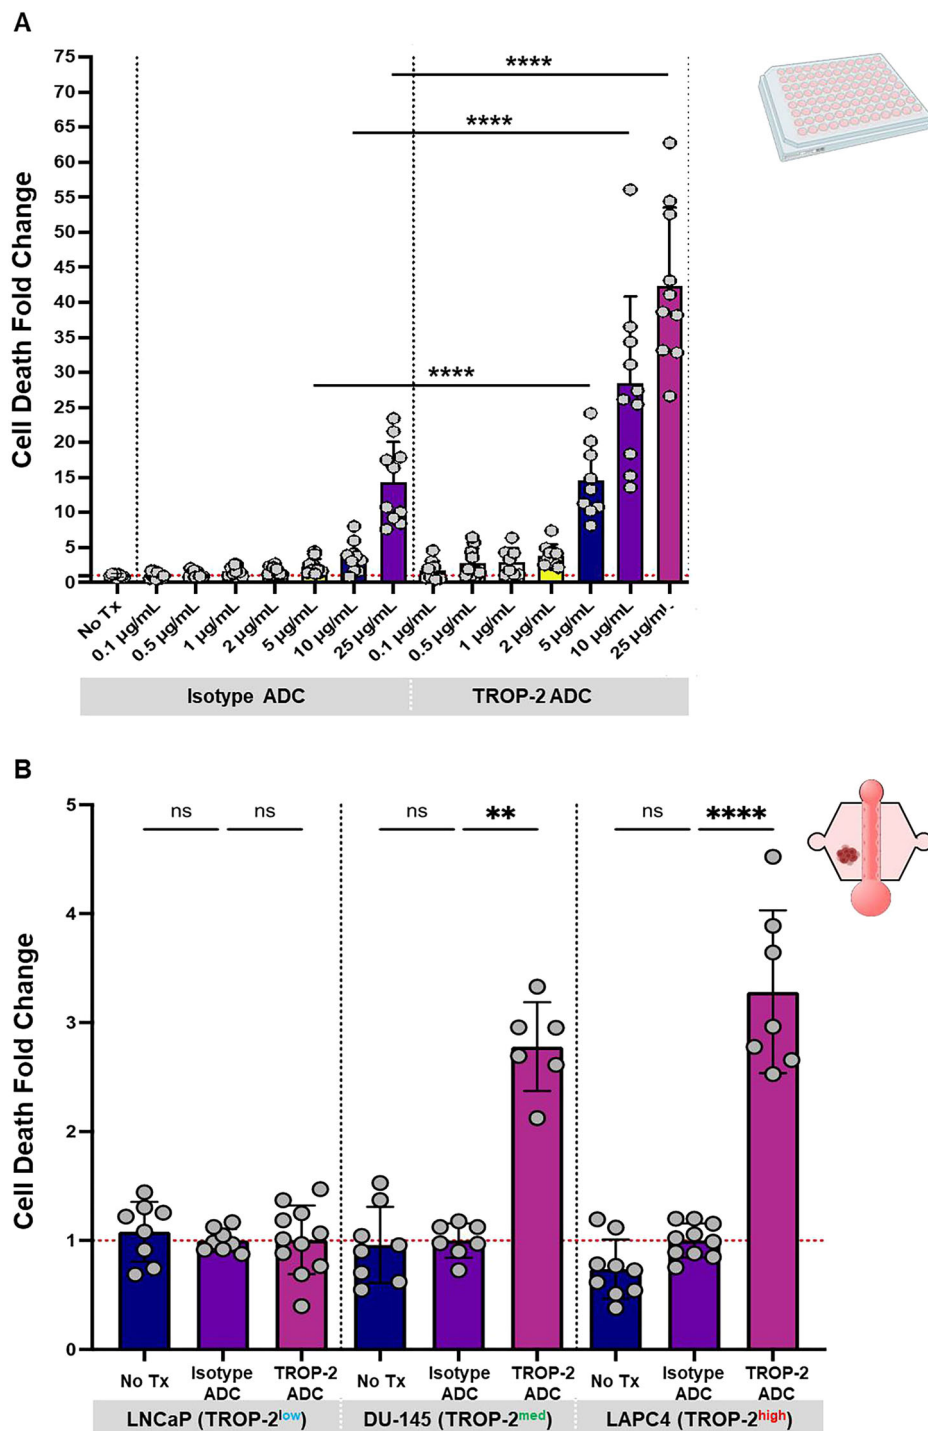 A
75
70
65
60
55
50
45
40
35
30
25
20
15
10
5
0
Cell Death Fold Change
****
****
****
No Tx
0.1 µg/mL
0.5 µg/mL
1 µg/mL
2 µg/mL
5 µg/mL
10 µg/mL
25 µg/mL
0.1 µg/mL
0.5 µg/mL
1 µg/mL
2 µg/mL
5 µg/mL
10 µg/mL
25 µg/mL
Isotype ADC
TROP-2 ADC
B
5
4
3
2
1
0
Cell Death Fold Change
ns
ns
ns
**
ns
****
No Tx
Isotype
ADC
TROP-2
ADC
No Tx
Isotype
ADC
TROP-2
ADC
No Tx
Isotype
ADC
TROP-2
ADC
LNCaP (TROP-2low)
DU-145 (TROP-2med)
LAPC4 (TROP-2high)